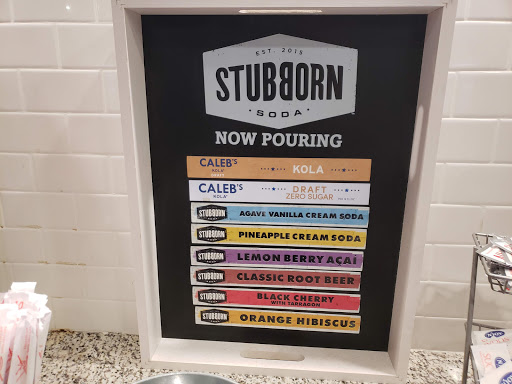 EST. 2015
STUBBORN
SODA
NOW POURING
CALEB'S KOLA KOLA
CALEB'S KOLA DRAFT ZERO SUGAR
STUBBORN AGAVE VANILLA CREAM SODA
STUBBORN PINEAPPLE CREAM SODA
STUBBORN LEMON BERRY AÇAÍ
STUBBORN CLASSIC ROOT BEER
STUBBORN BLACK CHERRY
WITH TARRAGON
STUBBORN ORANGE HIBISCUS